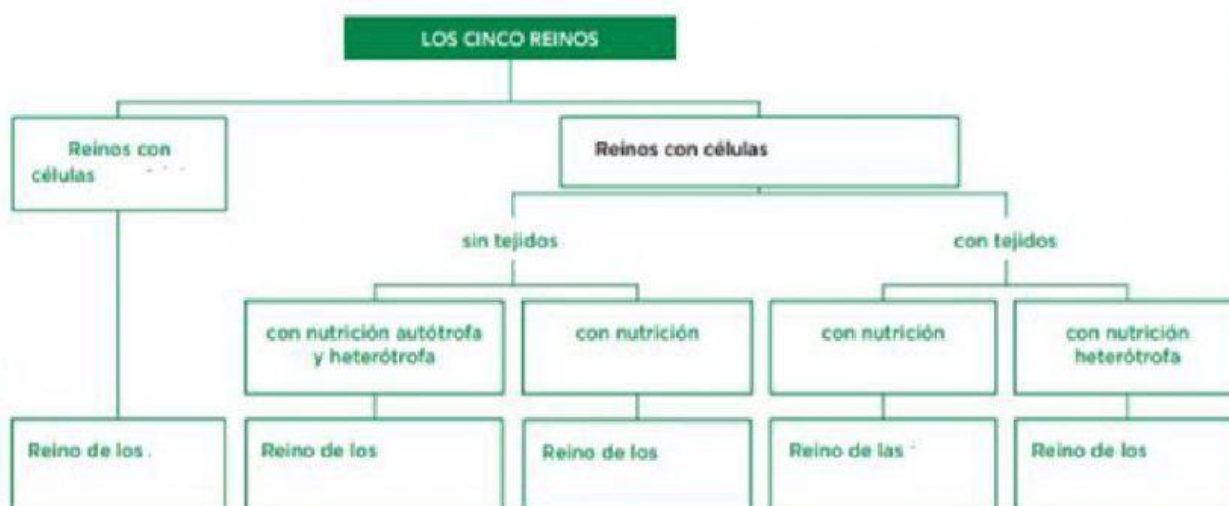 LOS CINCO REINOS
Reinos con
células
Reinos con células
sin tejidos
con tejidos
con nutrición autótrofa
y heterótrofa
con nutrición
con nutrición
con nutrición
heterótrofa
Reino de los .
Reino de los
Reino de los
Reino de las
Reino de los